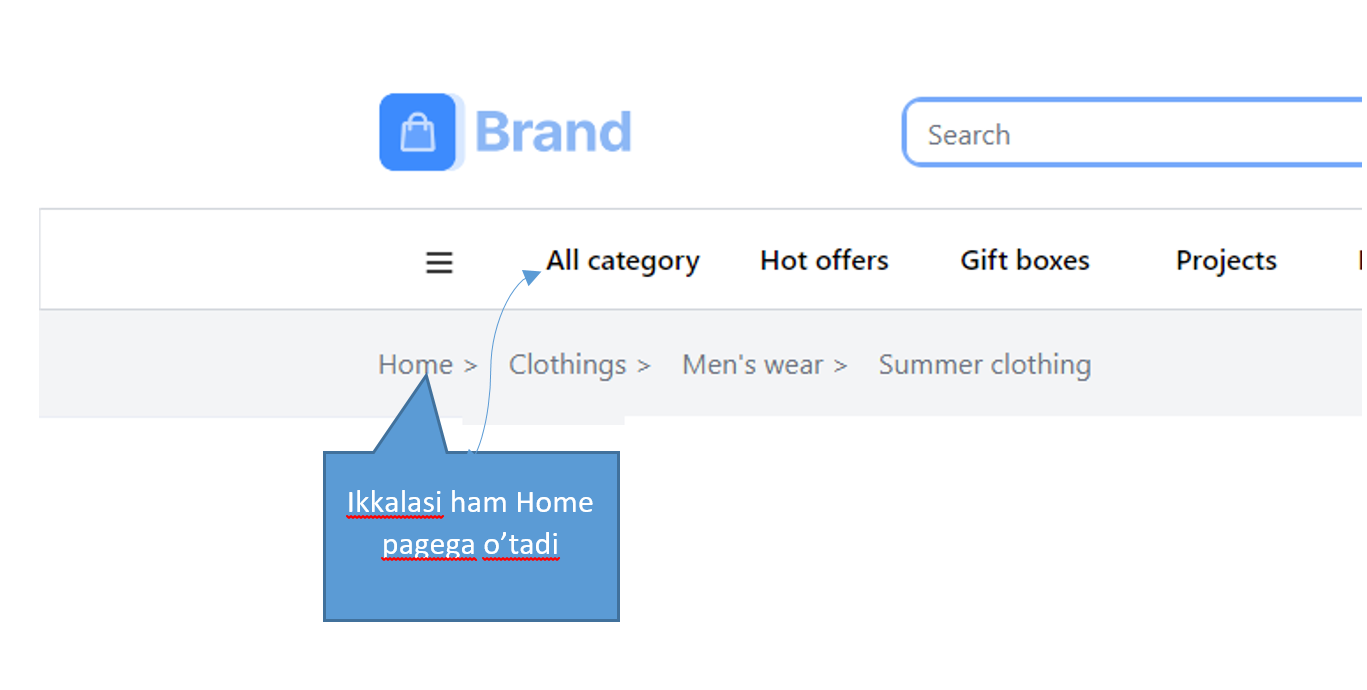 Brand
Search
All category Hot offers Gift boxes Projects
Home > Clothings > Men's wear > Summer clothing
Ikkalasi ham Home
pagega o’tadi